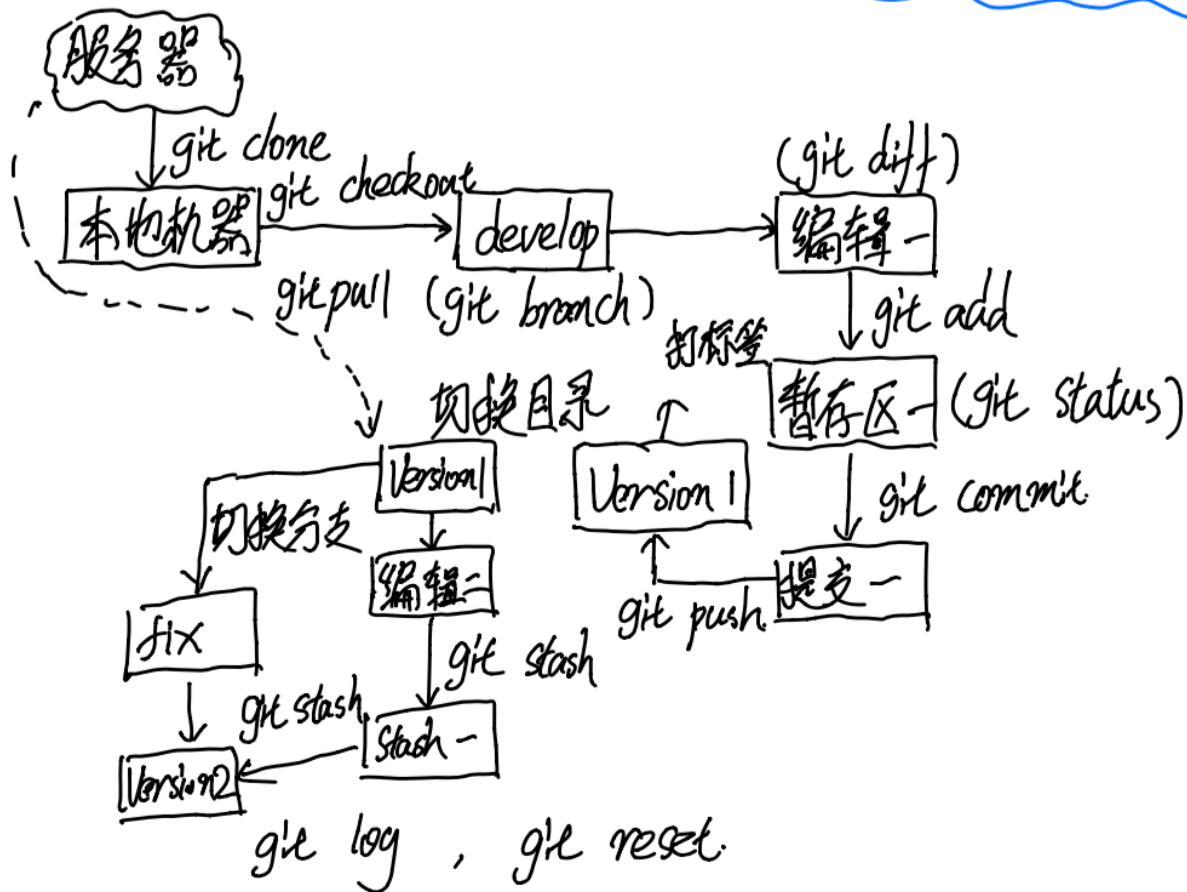 服务器
git clone
本地机器
git checkout
develop
(git branch)
(git diff)
编辑一
git add
暂存区一
(git status)
git commit.
提交一
git push.
Version 1
打标签
git pull
切换目录
Version1
切换分支
编辑二
fix
git stash
Stash一
git stash
Version2
git log , git reset.